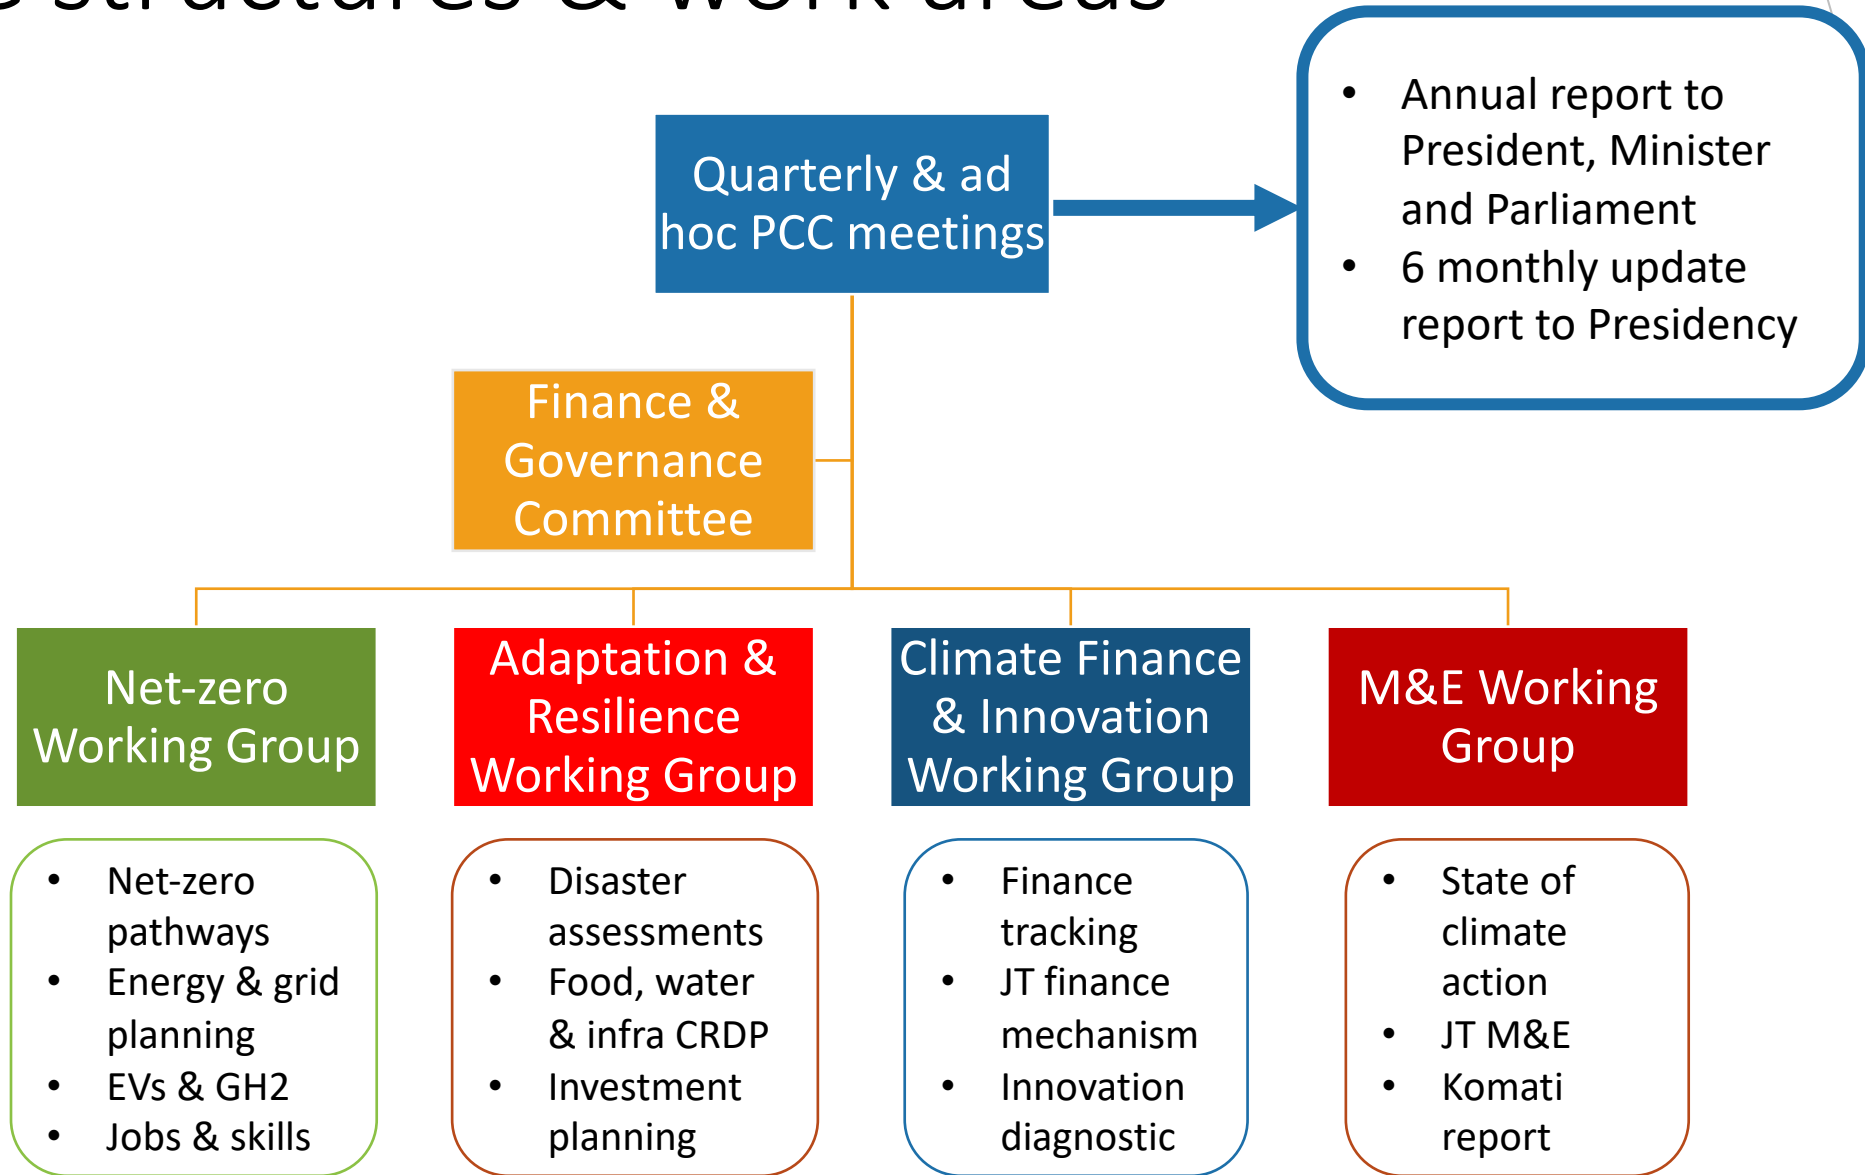 structures & work areas
• Annual report to
President, Minister
and Parliament
• 6 monthly update
report to Presidency
Quarterly & ad
hoc PCC meetings
Finance &
Governance
Committee
Net-zero
Working Group
Adaptation &
Resilience
Working Group
Climate Finance
& Innovation
Working Group
M&E Working
Group
• Net-zero
pathways
• Energy & grid
planning
• EVs & GH2
• Jobs & skills
• Disaster
assessments
• Food, water
& infra CRDP
• Investment
planning
• Finance
tracking
• JT finance
mechanism
• Innovation
diagnostic
• State of
climate
action
• JT M&E
• Komati
report